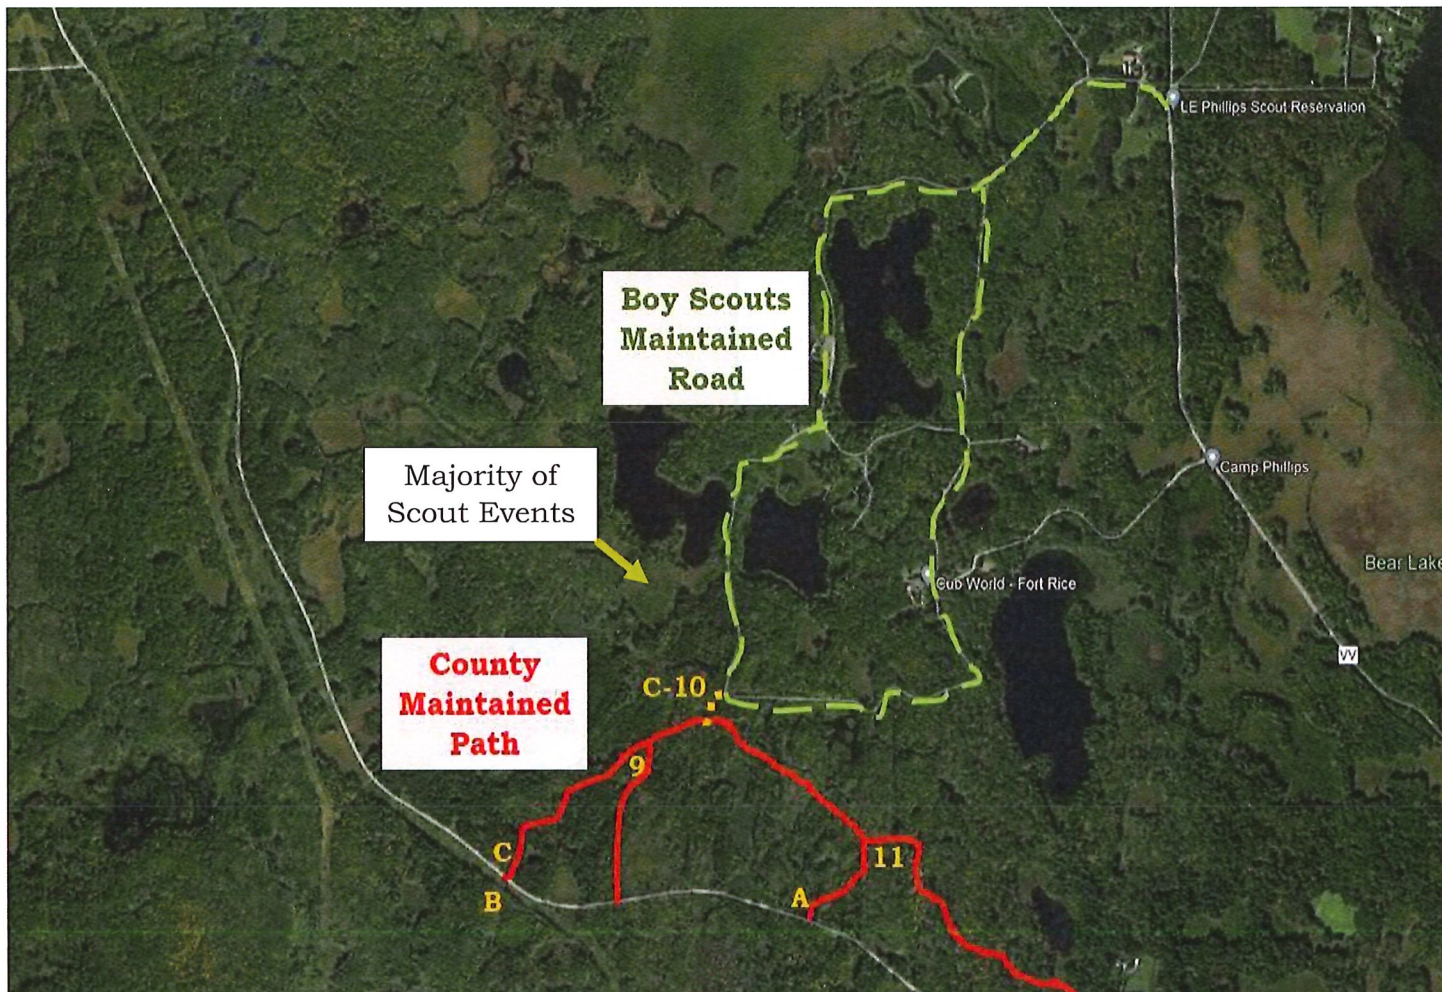 LE Phillips Scout Reservation
Boy Scouts
Maintained
Road
Majority of
Scout Events
Camp Phillips
Bear Lake
Cub World - Fort Rice
VV
County
Maintained
Path
C-10
9
C
11
B
A